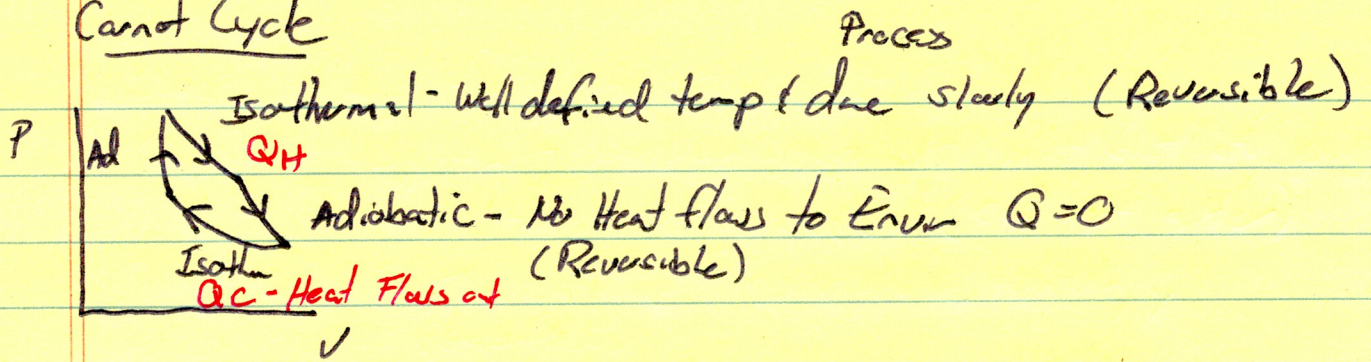 Carnot Cycle
Process
Isothermal - Well defined temp & done slowly (Reversible)
P
Ad
QH
Adiabatic - No Heat flows to Envrn Q=0
(Reversible)
Isothm
QC - Heat Flows out
V